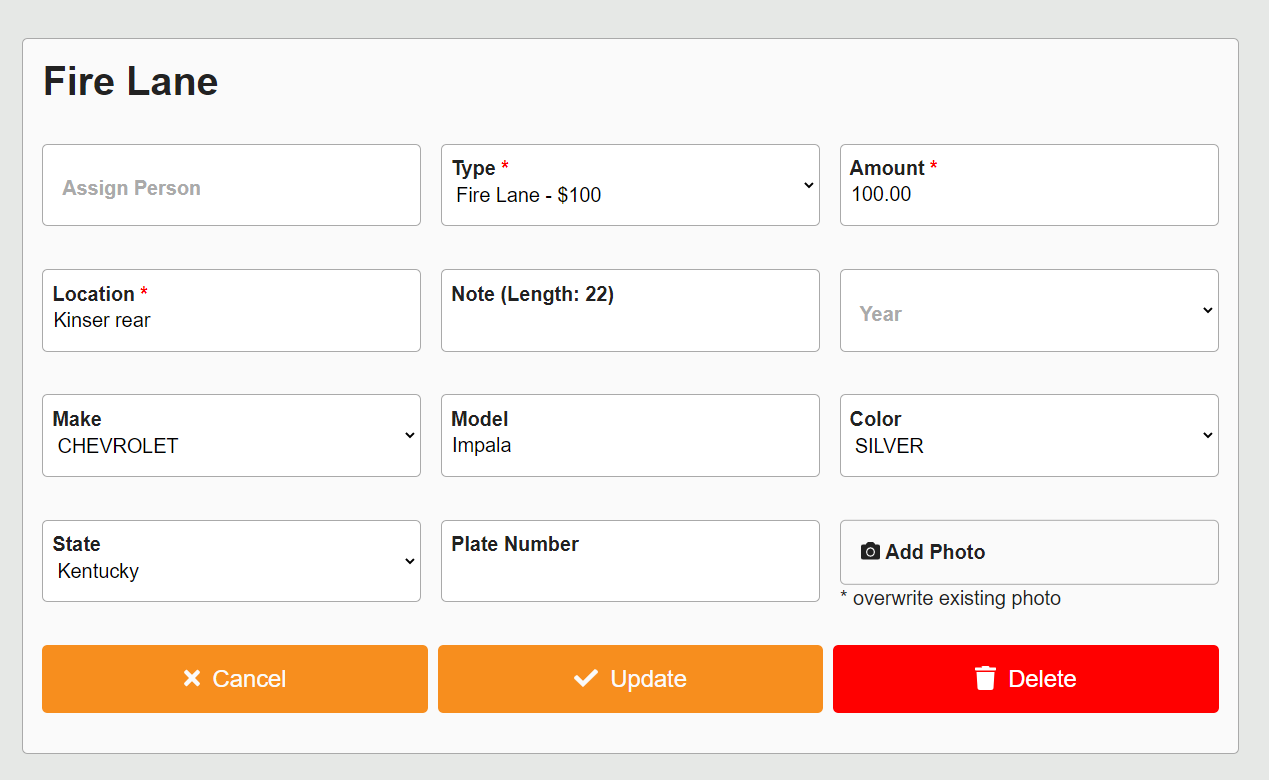 Fire Lane
Assign Person
Type *
Fire Lane - $100
Amount *
100.00
Location *
Kinser rear
Note (Length: 22)
Year
Make
CHEVROLET
Model
Impala
Color
SILVER
State
Kentucky
Plate Number
Add Photo
* overwrite existing photo
Cancel
Update
Delete